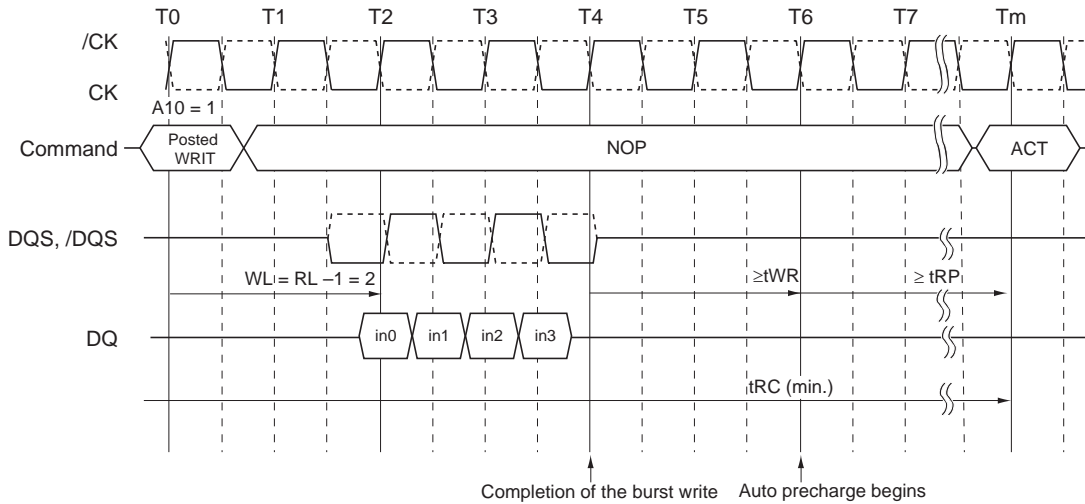 T0 T1 T2 T3 T4 T5 T6 T7 Tm
/CK
CK
A10 = 1
Command
Posted
WRIT
NOP
ACT
DQS, /DQS
WL = RL –1 = 2
≥tWR
≥ tRP
DQ
in0 in1 in2 in3
tRC (min.)
Completion of the burst write
Auto precharge begins